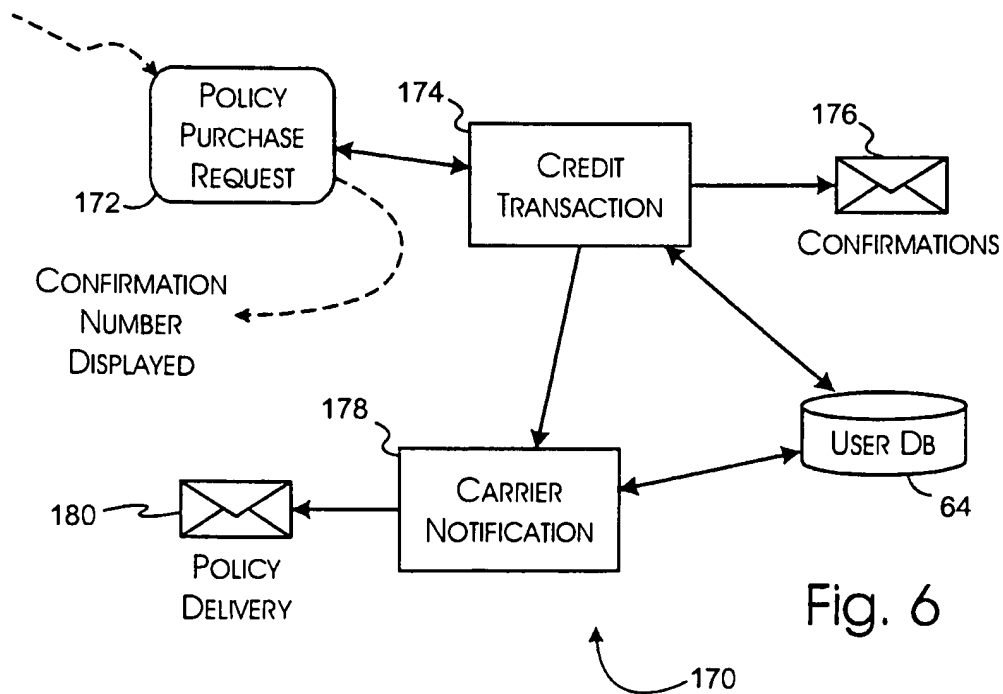 POLICY
PURCHASE
REQUEST
172
174
CREDIT
TRANSACTION
176
CONFIRMATIONS
CONFIRMATION
NUMBER
DISPLAYED
178
CARRIER
NOTIFICATION
USER DB
64
180
POLICY
DELIVERY
Fig. 6
170